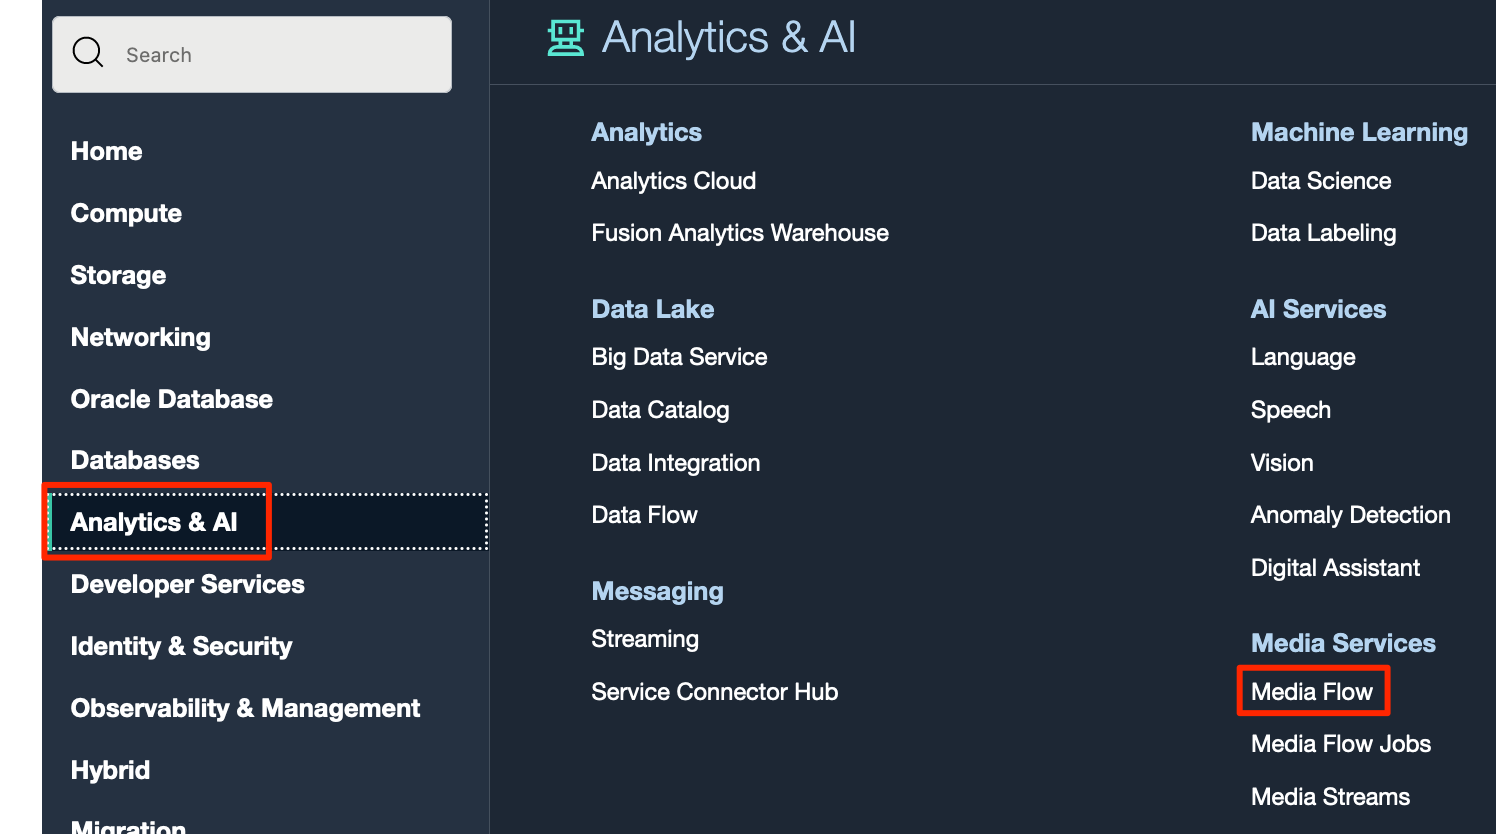 Search
Home
Compute
Storage
Networking
Oracle Database
Databases
Analytics & AI
Developer Services
Identity & Security
Observability & Management
Hybrid
Migration
Analytics & AI
Analytics
Analytics Cloud
Fusion Analytics Warehouse
Data Lake
Big Data Service
Data Catalog
Data Integration
Data Flow
Messaging
Streaming
Service Connector Hub
Machine Learning
Data Science
Data Labeling
AI Services
Language
Speech
Vision
Anomaly Detection
Digital Assistant
Media Services
Media Flow
Media Flow Jobs
Media Streams